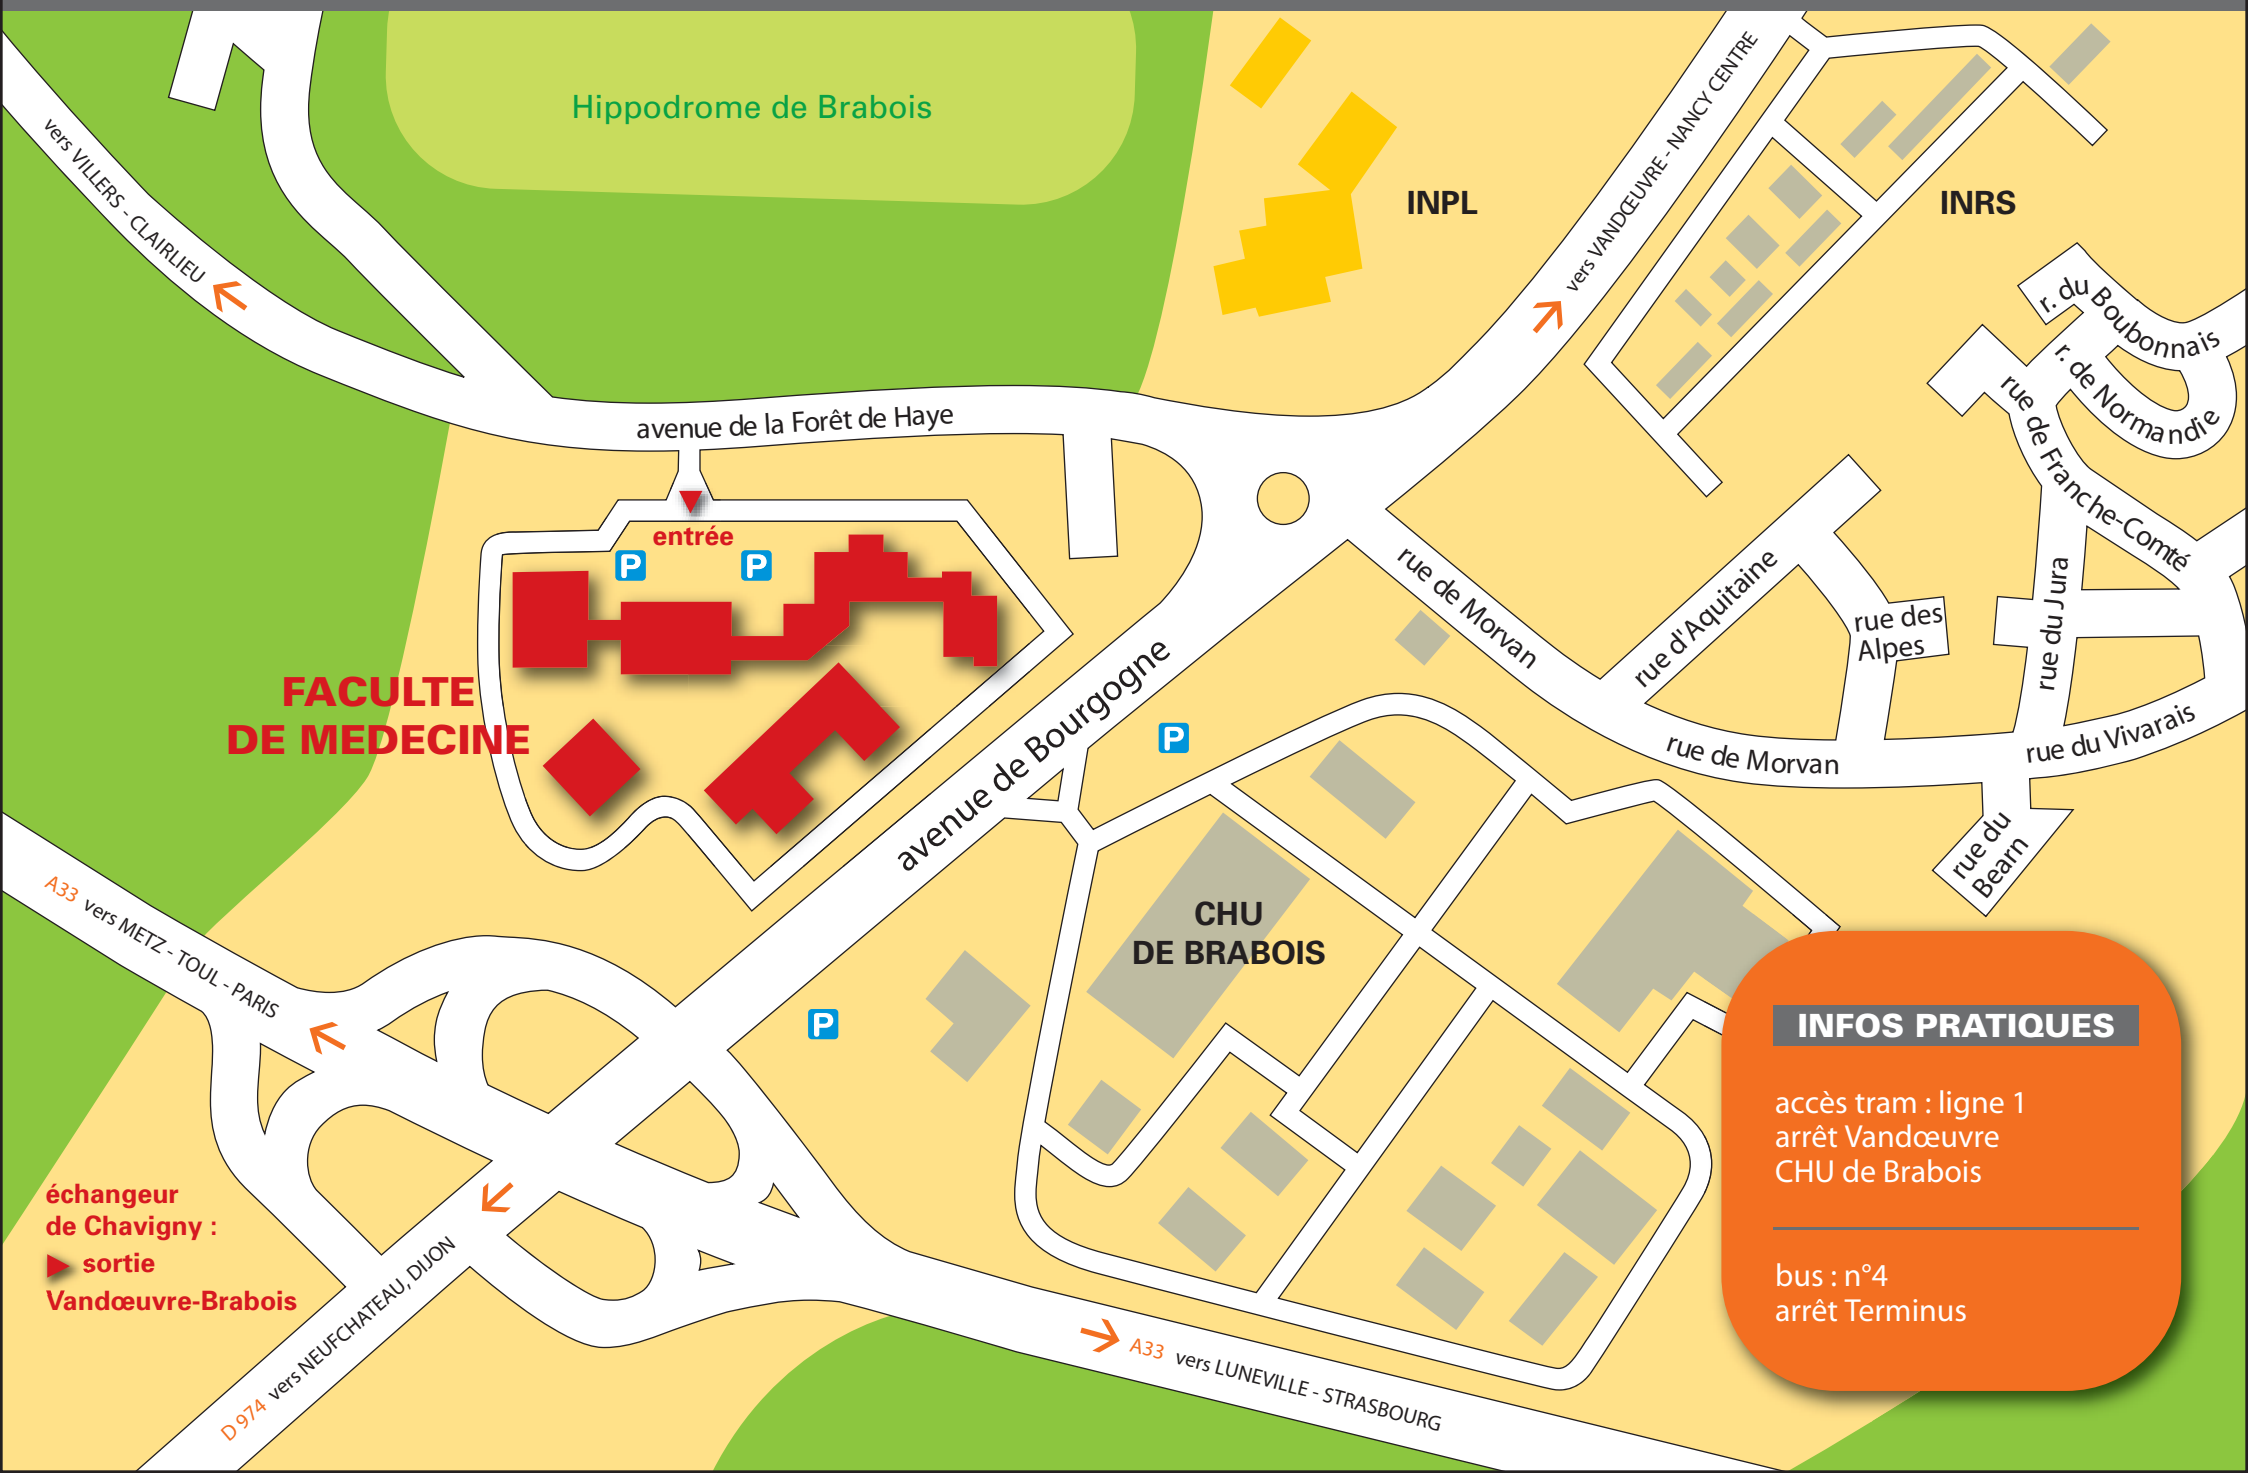 Hippodrome de Brabois
vers VILLERS - CLAIRLIEU
INPL
vers VANDŒUVRE - NANCY CENTRE
INRS
r. du Boubonnais
r. de Normandie
rue de Franche-Comté
avenue de la Forêt de Haye
entrée
P
P
FACULTE
DE MEDECINE
avenue de Bourgogne
rue de Morvan
rue d'Aquitaine
rue des
Alpes
rue du Jura
rue de Morvan
rue du Vivarais
rue du
Bearn
P
CHU
DE BRABOIS
P
A33 vers METZ - TOUL - PARIS
échangeur
de Chavigny :
sortie
Vandœuvre-Brabois
D 974 vers NEUFCHATEAU, DIJON
A33 vers LUNEVILLE - STRASBOURG
INFOS PRATIQUES
accès tram : ligne 1
arrêt Vandœuvre
CHU de Brabois
bus : n°4
arrêt Terminus